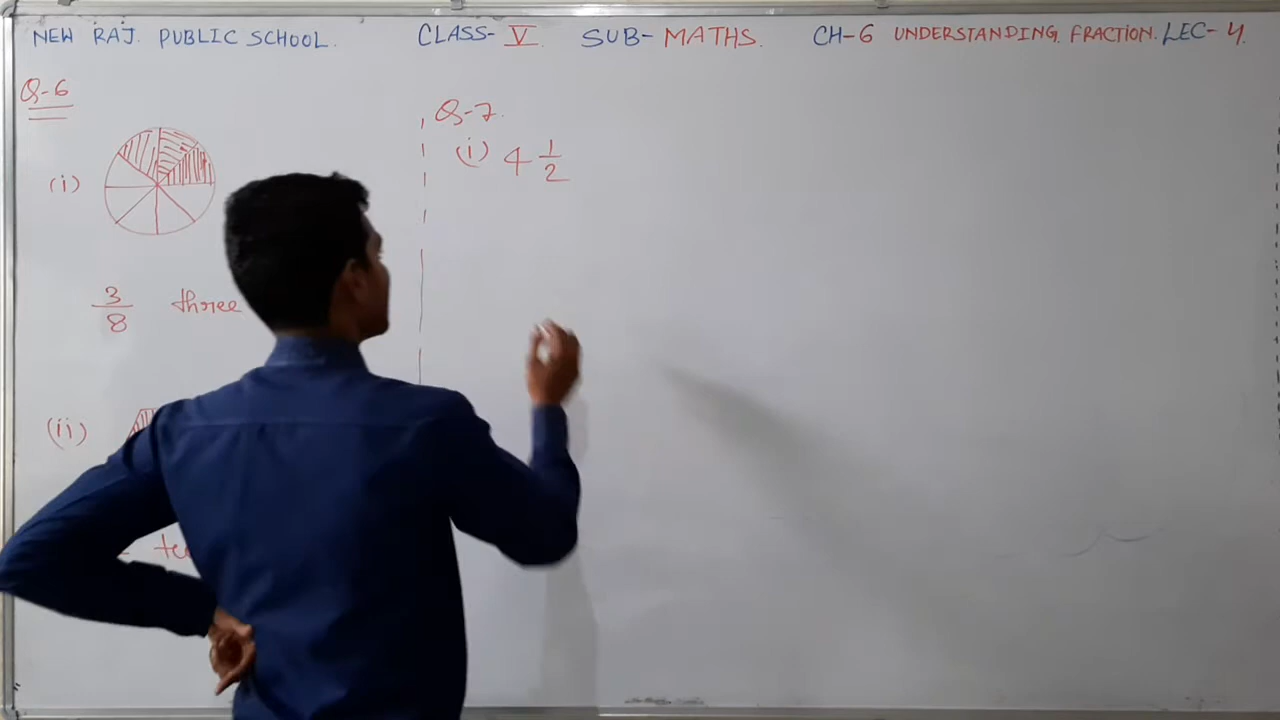 NEW RAJ. PUBLIC SCHOOL. CLASS- V. SUB- MATHS. CH-6 UNDERSTANDING FRACTION. LEC- 4.
Q-6
(i)
3/8 three
(ii)
Q-7.
(i) 4 1/2